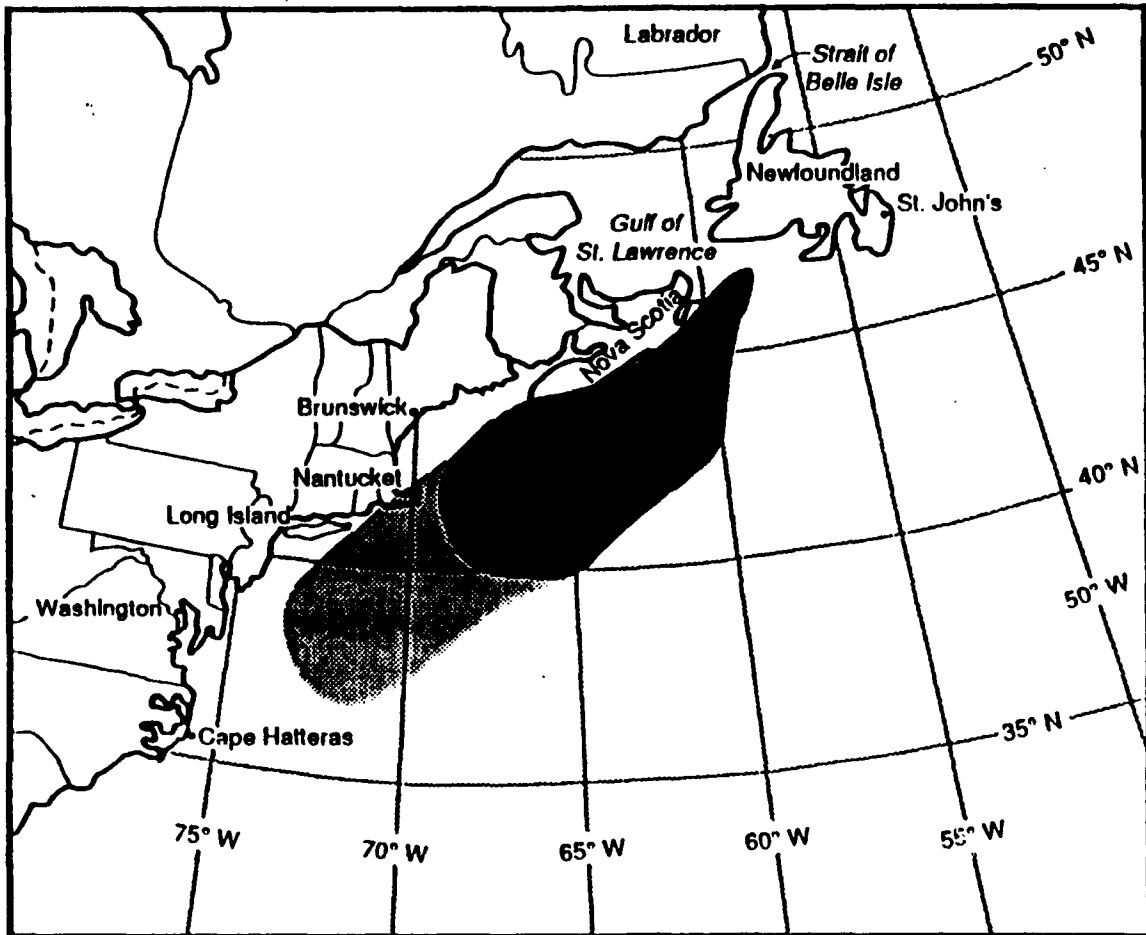 Labrador
Strait of
Belle Isle
50° N
Newfoundland
St. John's
Gulf of
St. Lawrence
45° N
Nova Scotia
Brunswick
Nantucket
40° N
Long Island
50° W
Washington
35° N
Cape Hatteras
75° W
70° W
65° W
60° W
55° W